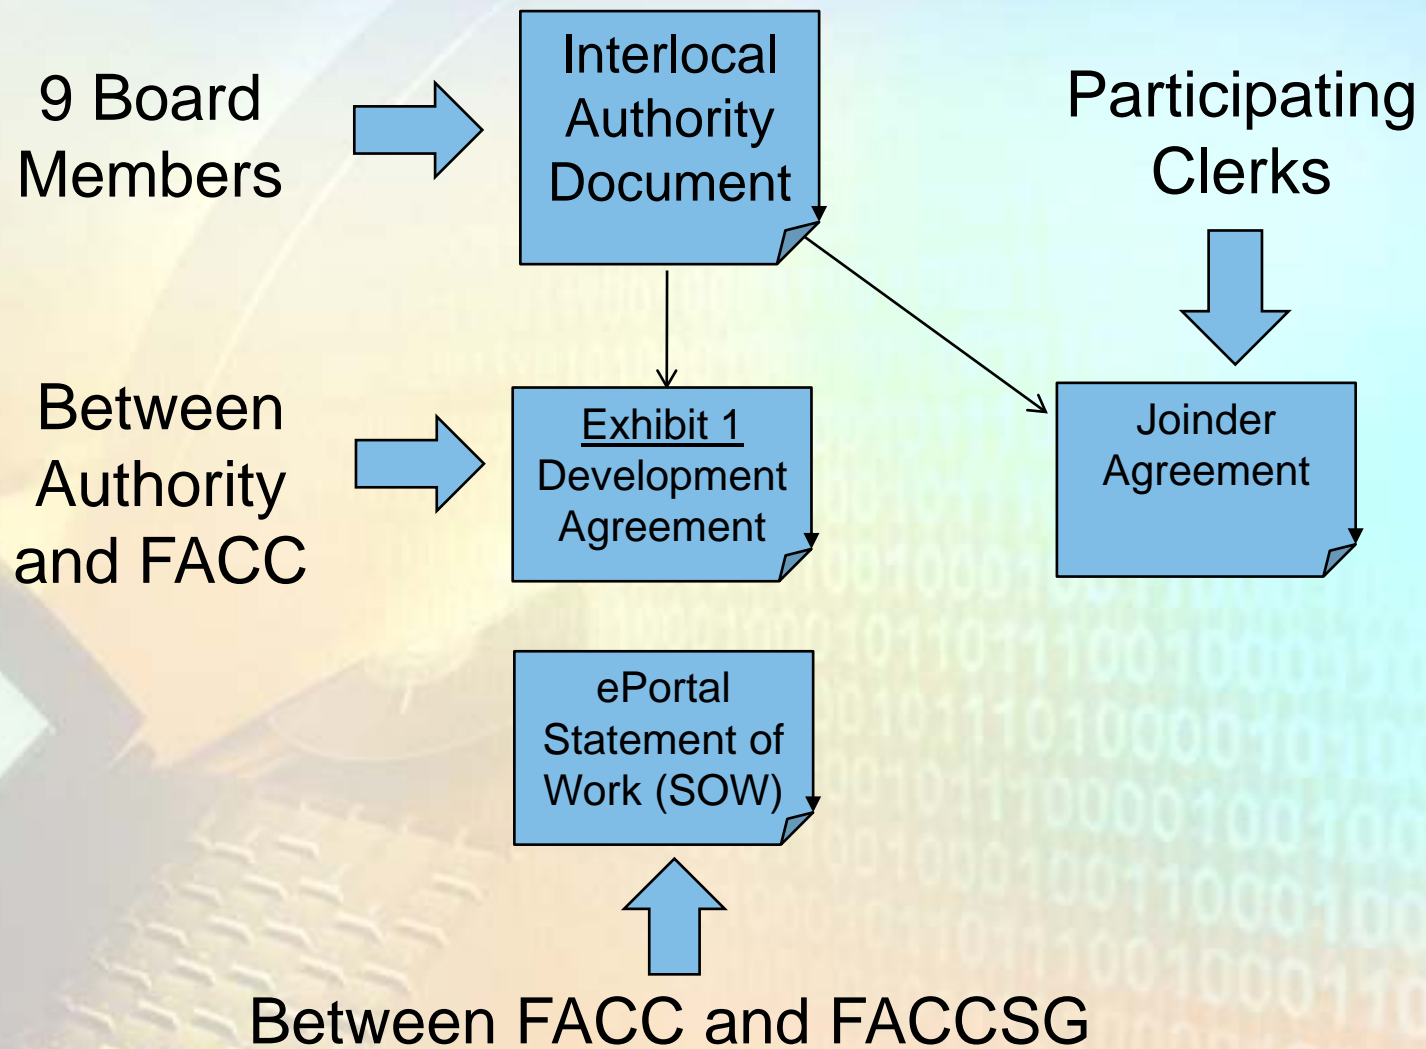 9 Board
Members
Interlocal
Authority
Document
Participating
Clerks
Between
Authority
and FACC
Exhibit 1
Development
Agreement
Joinder
Agreement
ePortal
Statement of
Work (SOW)
Between FACC and FACCSG